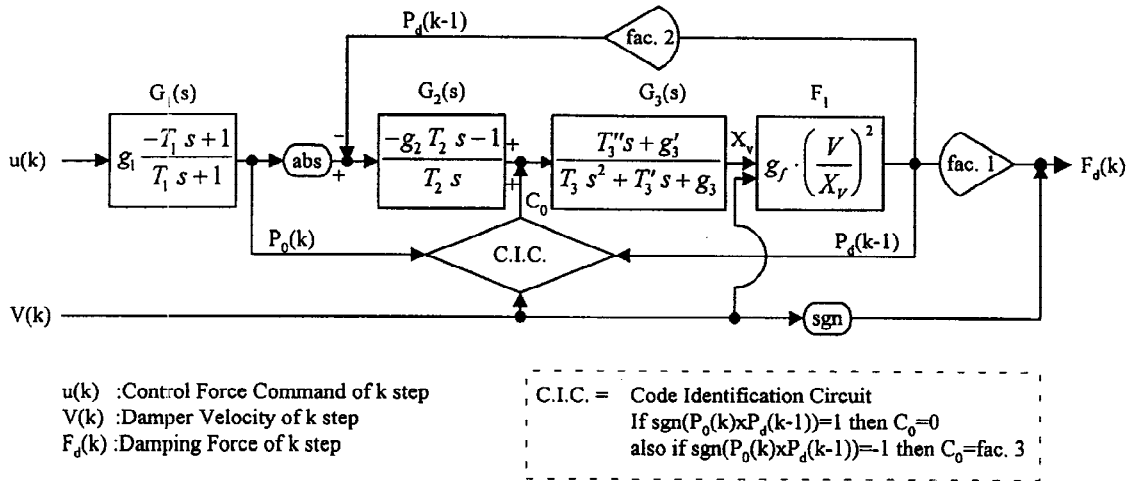 P_d(k-1)
fac. 2
G_1(s)
G_2(s)
G_3(s)
F_1
u(k)
g_1 (-T_1 s+1)/(T_1 s+1)
abs
−
+
(-g_2 T_2 s-1)/(T_2 s)
+
+
C_0
(T_3'' s+g_3')/(T_3 s^2+T_3' s+g_3)
X_v
g_f · (V/X_V)^2
fac. 1
F_d(k)
P_0(k)
C.I.C.
P_d(k-1)
V(k)
sgn
u(k) :Control Force Command of k step
V(k) :Damper Velocity of k step
F_d(k) :Damping Force of k step
C.I.C. = Code Identification Circuit
If sgn(P_0(k)xP_d(k-1))=1 then C_0=0
also if sgn(P_0(k)xP_d(k-1))=-1 then C_0=fac. 3